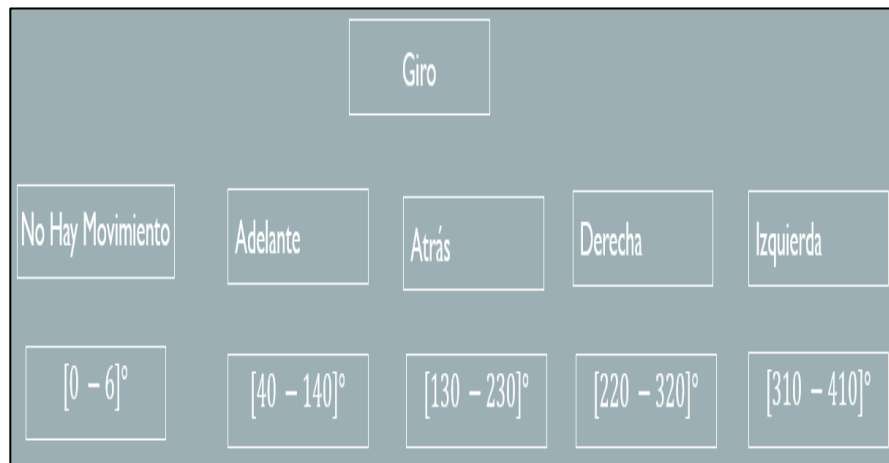 Giro
No Hay Movimiento
Adelante
Atrás
Derecha
Izquierda
[0 – 6]°
[40 – 140]°
[130 – 230]°
[220 – 320]°
[310 – 410]°